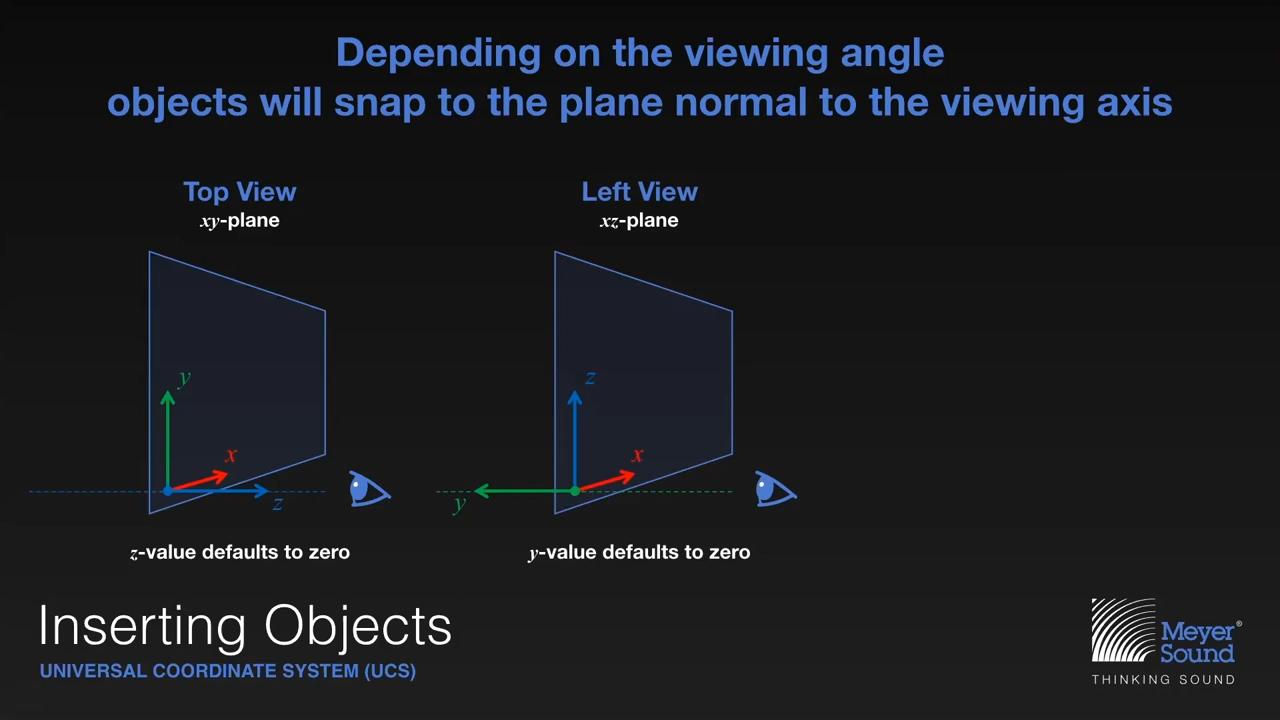 Depending on the viewing angle
objects will snap to the plane normal to the viewing axis
Top View
xy-plane
y
x
z
z-value defaults to zero
Left View
xz-plane
z
x
y
y-value defaults to zero
Inserting Objects
UNIVERSAL COORDINATE SYSTEM (UCS)
Meyer®
Sound
THINKING SOUND